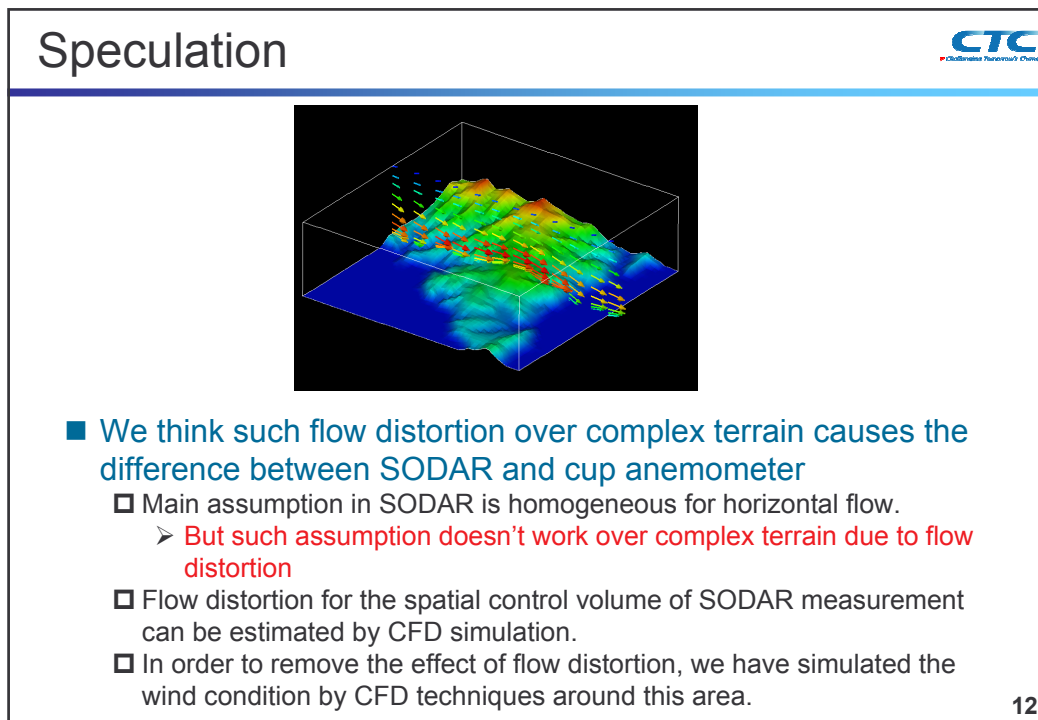 Speculation
CTC
■ We think such flow distortion over complex terrain causes the
difference between SODAR and cup anemometer
❑ Main assumption in SODAR is homogeneous for horizontal flow.
➢ But such assumption doesn't work over complex terrain due to flow
distortion
❑ Flow distortion for the spatial control volume of SODAR measurement
can be estimated by CFD simulation.
❑ In order to remove the effect of flow distortion, we have simulated the
wind condition by CFD techniques around this area.
12